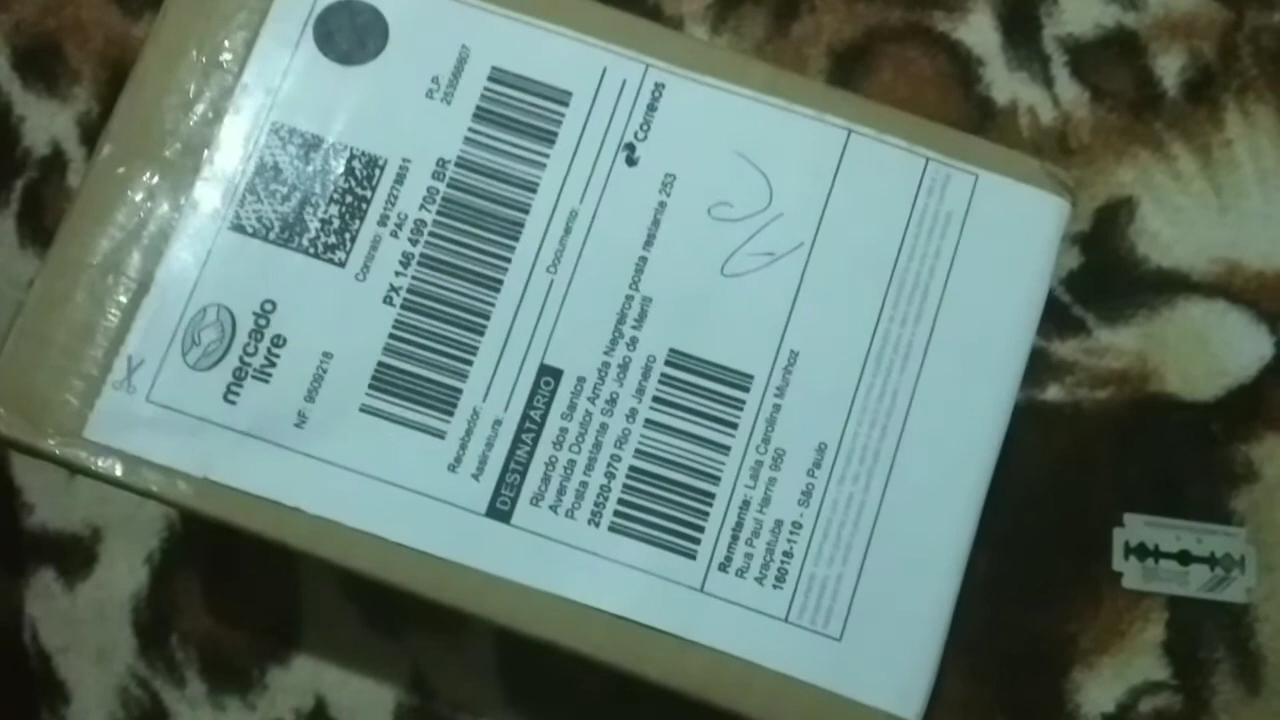 mercado
livre
NF: 9509218
PLP:
Contrato: 9912278851
PAC
PX 146 499 700 BR
Recebedor:
Assinatura:
Documento:
DESTINATÁRIO
Correios
Ricardo dos Santos
Avenida Doutor Arruda Negreiros posta restante 253
Posta restante São João de Meriti
25520-970 Rio de Janeiro
Remetente: Laila Carolina Munhoz
Rua Paul Harris 950
Araçatuba
16018-110 - São Paulo